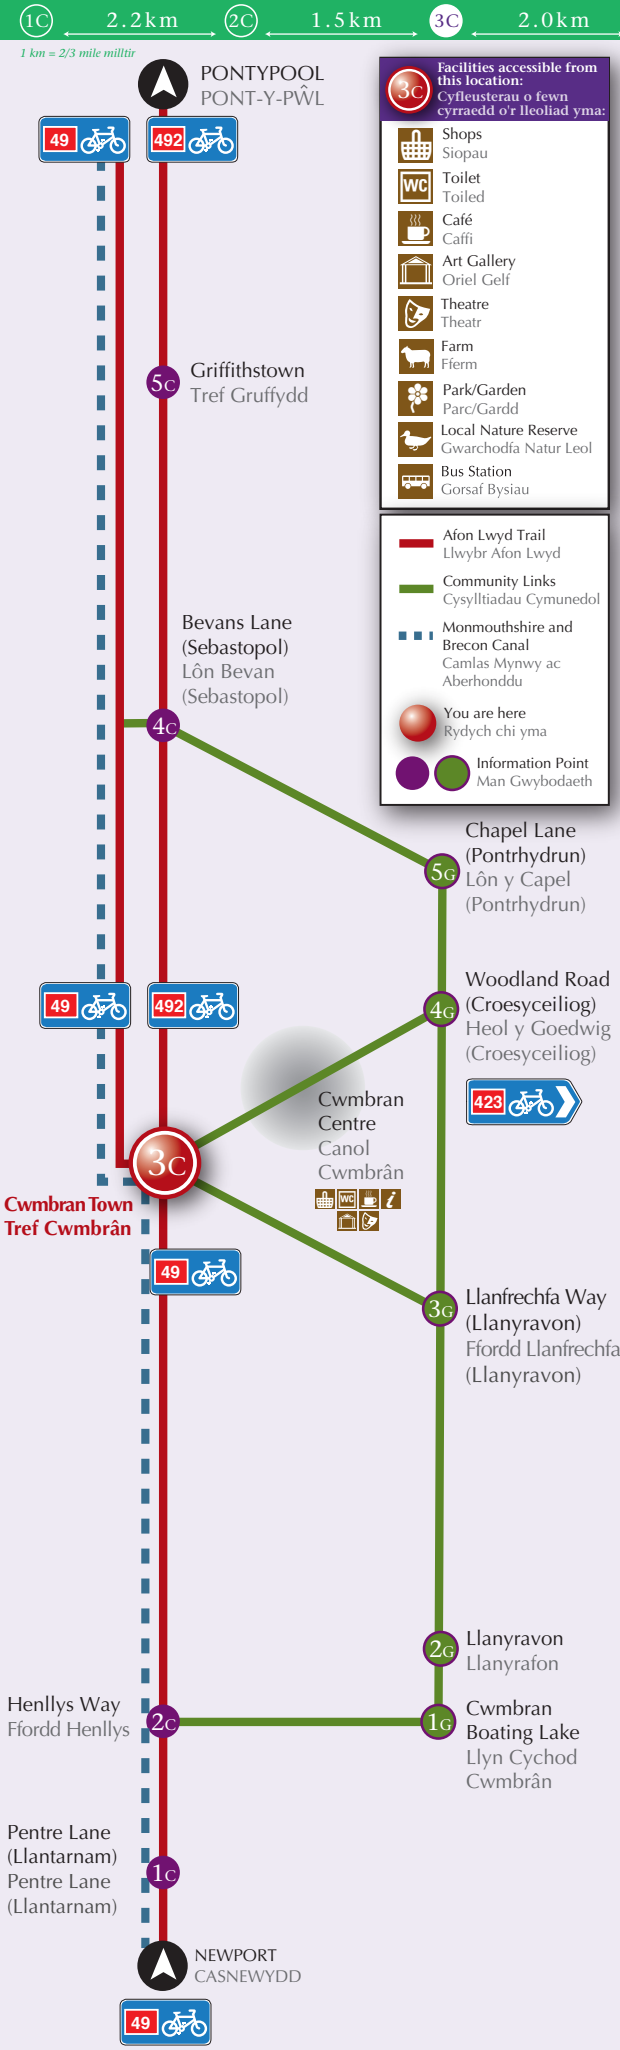 1C 2.2km 2C 1.5km 3C 2.0km
1 km = 2/3 mile milltir
PONTYPOOL
PONT-Y-PŴL
49 492
3C
Facilities accessible from
this location:
Cyfleusterau o fewn
cyrraedd o'r lleoliad yma:
Shops
Siopau
WC
Toilet
Toiled
Café
Caffi
Art Gallery
Oriel Gelf
Theatre
Theatr
Farm
Fferm
Park/Garden
Parc/Gardd
Local Nature Reserve
Gwarchodfa Natur Leol
Bus Station
Gorsaf Bysiau
Afon Lwyd Trail
Llwybr Afon Lwyd
Community Links
Cysylltiadau Cymunedol
Monmouthshire and
Brecon Canal
Camlas Mynwy ac
Aberhonddu
You are here
Rydych chi yma
Information Point
Man Gwybodaeth
5C
Griffithstown
Tref Gruffydd
Bevans Lane
(Sebastopol)
Lôn Bevan
(Sebastopol)
4C
Chapel Lane
(Pontrhydrun)
5G
Lôn y Capel
(Pontrhydrun)
Woodland Road
(Croesyceiliog)
4G
Heol y Goedwig
(Croesyceiliog)
49 492
423
Cwmbran
Centre
Canol
Cwmbrân
WC i
3C
Cwmbran Town
Tref Cwmbrân
49
3G
Llanfrechfa Way
(Llanyravon)
Ffordd Llanfrechfa
(Llanyravon)
2G
Llanyravon
Llanyrafon
Henllys Way
Ffordd Henllys
2C
1G
Cwmbran
Boating Lake
Llyn Cychod
Cwmbrân
Pentre Lane
(Llantarnam)
Pentre Lane
(Llantarnam)
1C
NEWPORT
CASNEWYDD
49